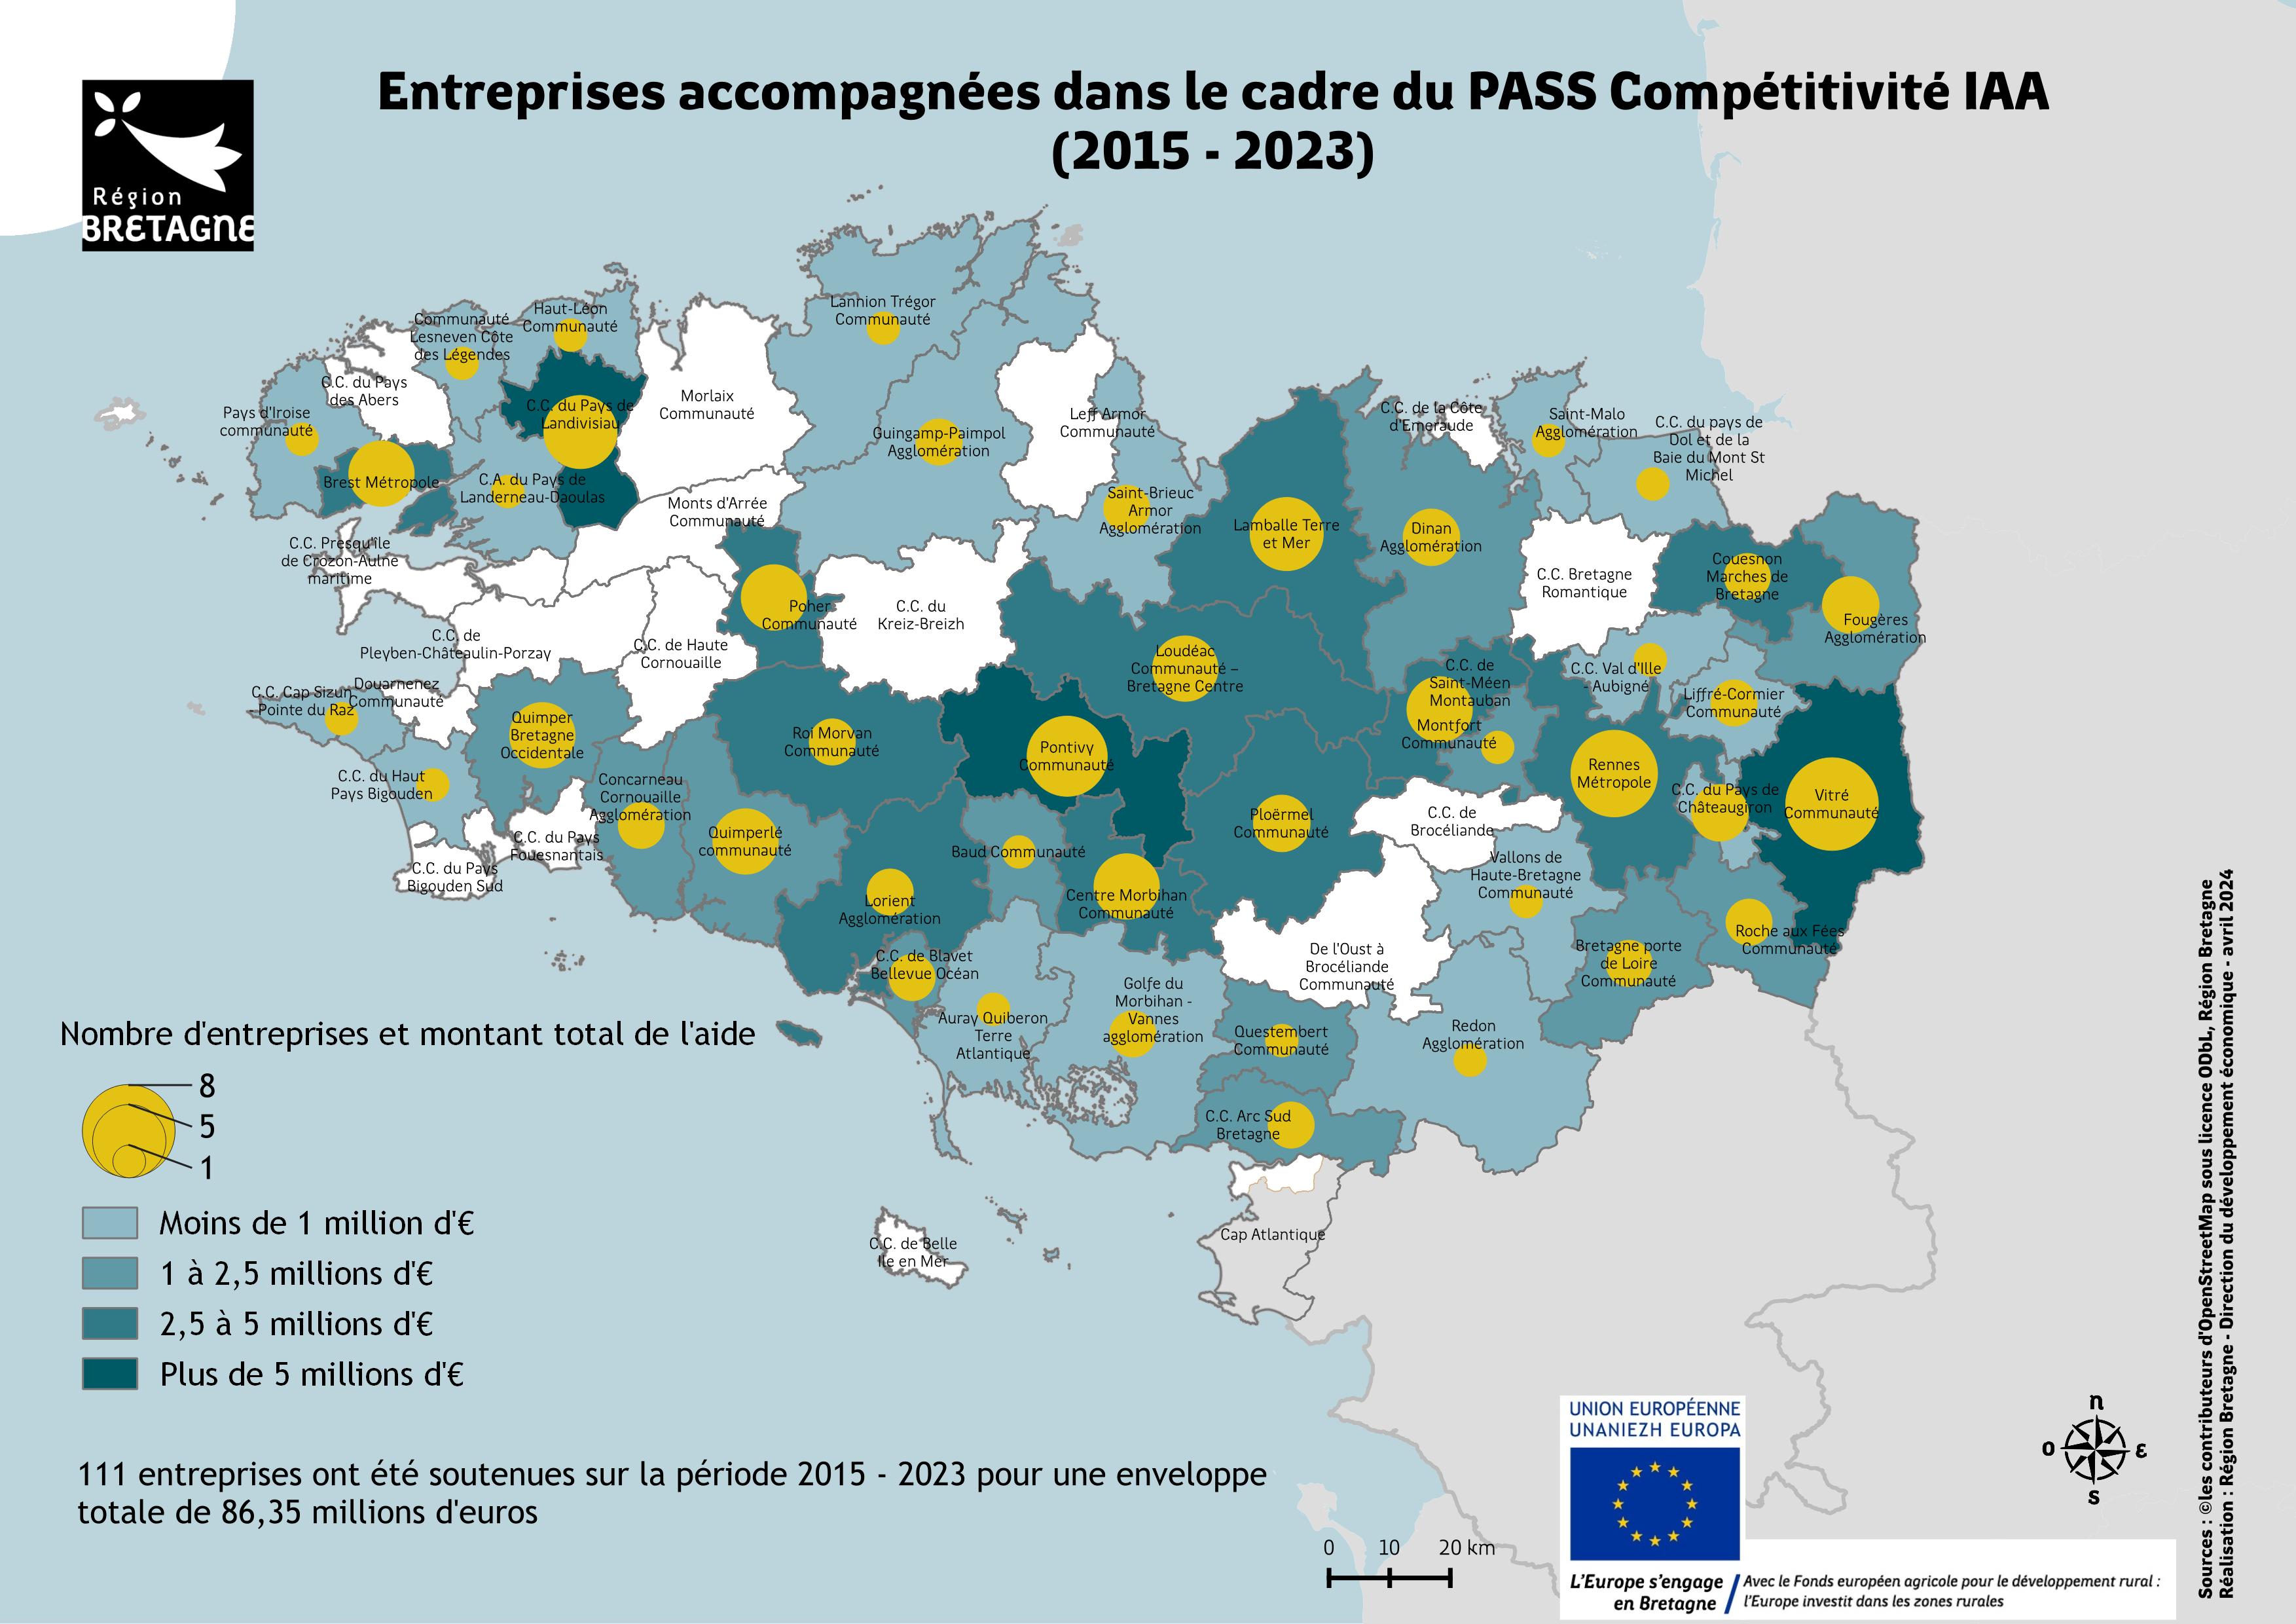 Entreprises accompagnées dans le cadre du PASS Compétitivité IAA
(2015 - 2023)
Région
BRETAGNE
Lannion Trégor
Communauté
Haut-Léon
Communauté
Communauté
Lesneven Côte
des Légendes
C.C. du Pays
des Abers
Pays d'Iroise
communauté
C.C. du Pays de
Landivisiau
Morlaix
Communauté
Guingamp-Paimpol
Agglomération
Leff Armor
Communauté
C.C. de la Côte
d'Emeraude
Saint-Malo
Agglomération
C.C. du pays de
Dol et de la
Baie du Mont St
Michel
Brest Métropole
C.A. du Pays de
Landerneau-Daoulas
Monts d'Arrée
Communauté
Saint-Brieuc
Armor
Agglomération
Lamballe Terre
et Mer
Dinan
Agglomération
C.C. Presqu'île
de Crozon-Aulne
maritime
C.C. Bretagne
Romantique
Couesnon
Marches de
Bretagne
Poher
Communauté
C.C. du
Kreiz-Breizh
Fougères
Agglomération
C.C. de
Pleyben-Châteaulin-Porzay
C.C. de Haute
Cornouaille
Loudéac
Communauté –
Bretagne Centre
C.C. de
Saint-Méen
Montauban
C.C. Val d'Ille
- Aubigné
Liffré-Cormier
Communauté
C.C. Cap Sizun
- Pointe du Raz
Douarnenez
Communauté
Quimper
Bretagne
Occidentale
Roi Morvan
Communauté
Pontivy
Communauté
Montfort
Communauté
Rennes
Métropole
C.C. du Haut
Pays Bigouden
Concarneau
Cornouaille
Agglomération
C.C. du Pays de
Châteaugiron
Vitré
Communauté
Ploërmel
Communauté
C.C. de
Brocéliande
Quimperlé
communauté
C.C. du Pays
Fouesnantais
Baud Communauté
C.C. du Pays
Bigouden Sud
Vallons de
Haute-Bretagne
Communauté
Centre Morbihan
Communauté
Lorient
Agglomération
Roche aux Fées
Communauté
Bretagne porte
de Loire
Communauté
De l'Oust à
Brocéliande
Communauté
C.C. de Blavet
Bellevue Océan
Golfe du
Morbihan -
Vannes
agglomération
Auray Quiberon
Terre
Atlantique
Questembert
Communauté
Redon
Agglomération
C.C. Arc Sud
Bretagne
Cap Atlantique
C.C. de Belle
Ile en Mer
Nombre d'entreprises et montant total de l'aide
8
5
1
Moins de 1 million d'€
1 à 2,5 millions d'€
2,5 à 5 millions d'€
Plus de 5 millions d'€
111 entreprises ont été soutenues sur la période 2015 - 2023 pour une enveloppe
totale de 86,35 millions d'euros
0 10 20 km
UNION EUROPÉENNE
UNANIEZH EUROPA
L'Europe s'engage
en Bretagne
Avec le Fonds européen agricole pour le développement rural :
l'Europe investit dans les zones rurales
n
o
ε
s
Sources : ©les contributeurs d'OpenStreetMap sous licence ODbL, Région Bretagne
Réalisation : Région Bretagne - Direction du développement économique - avril 2024